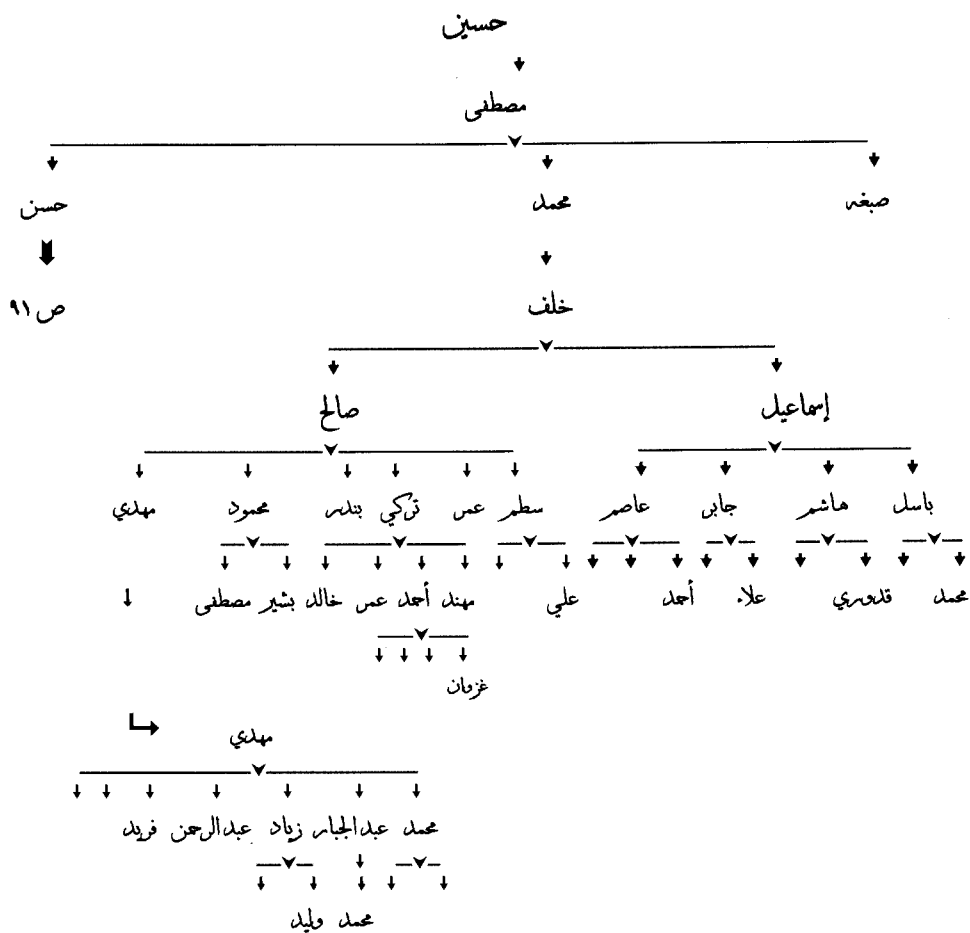 حسين
مصطفى
صبغه محمد حسن
خلف ص ٩١
إسماعيل صالح
باسل هاشم جابر عاصم سطم عمر تركي بندر محمود مهدي
محمد قدوري علاء أحمد علي مهند أحمد عمر خالد بشير مصطفى
غزوان
مهدي
محمد عبدالجبار زياد عبدالرحمن فريد
محمد وليد